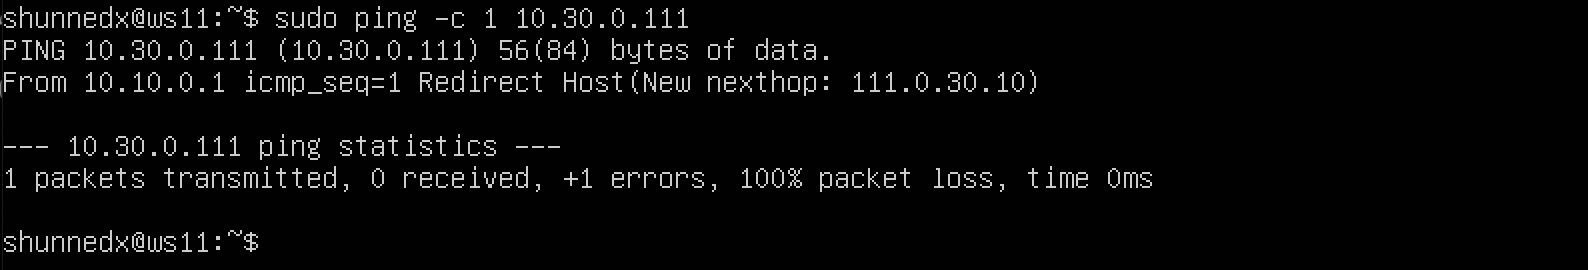 shunnedx@ws11:~$ sudo ping -c 1 10.30.0.111
PING 10.30.0.111 (10.30.0.111) 56(84) bytes of data.
From 10.10.0.1 icmp_seq=1 Redirect Host(New nexthop: 111.0.30.10)
--- 10.30.0.111 ping statistics ---
1 packets transmitted, 0 received, +1 errors, 100% packet loss, time 0ms
shunnedx@ws11:~$